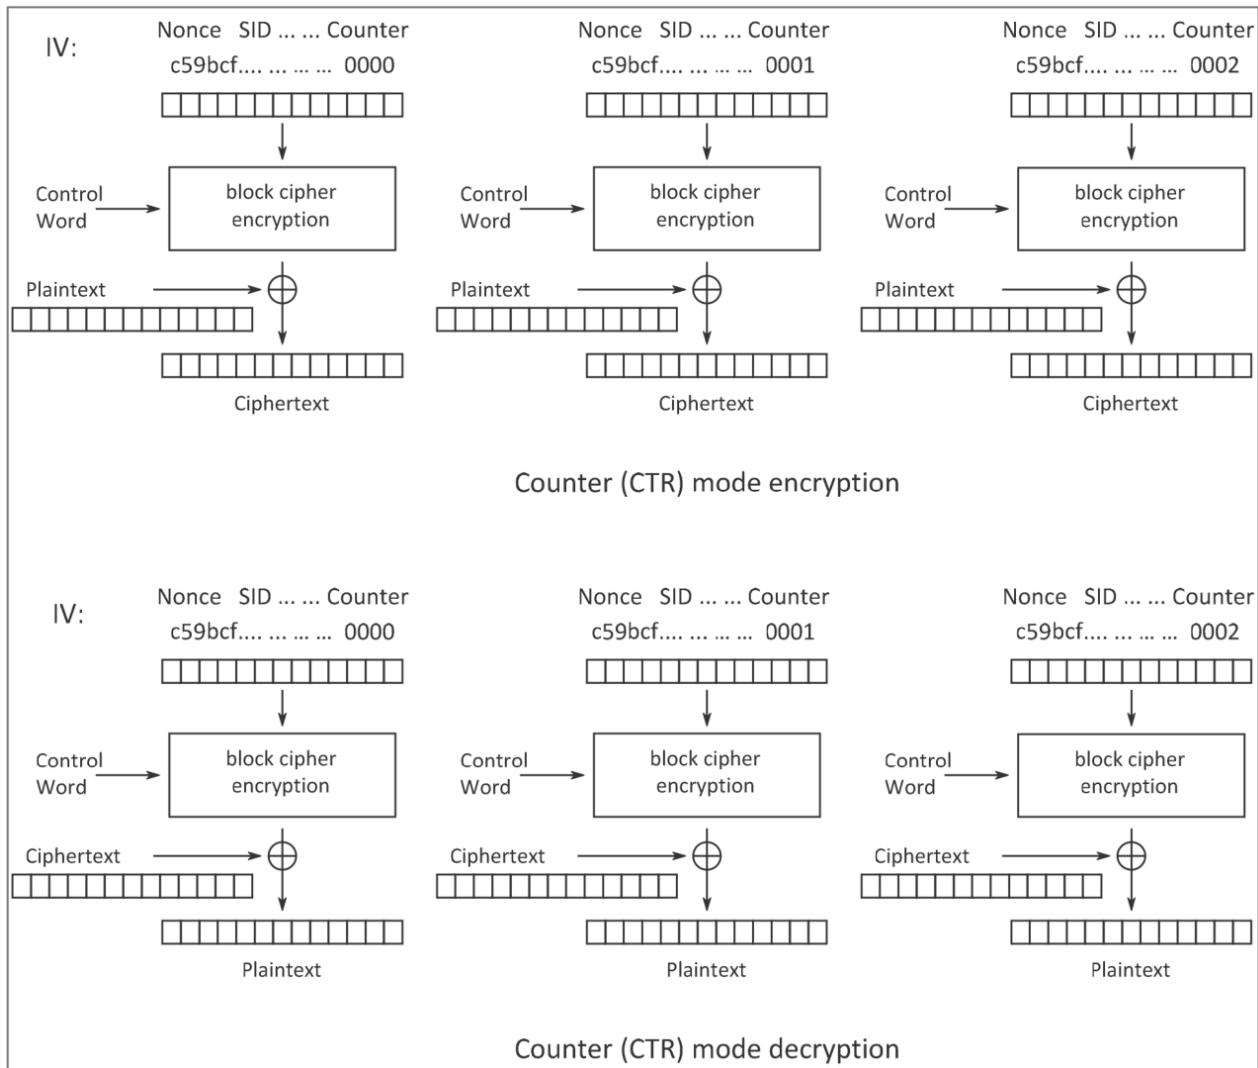 IV:
Nonce SID ... ... Counter
c59bcf.... ... ... ... 0000
Nonce SID ... ... Counter
c59bcf.... ... ... ... 0001
Nonce SID ... ... Counter
c59bcf.... ... ... ... 0002
Control
Word
block cipher
encryption
Control
Word
block cipher
encryption
Control
Word
block cipher
encryption
Plaintext
Plaintext
Plaintext
Ciphertext
Ciphertext
Ciphertext
Counter (CTR) mode encryption
IV:
Nonce SID ... ... Counter
c59bcf.... ... ... ... 0000
Nonce SID ... ... Counter
c59bcf.... ... ... ... 0001
Nonce SID ... ... Counter
c59bcf.... ... ... ... 0002
Control
Word
block cipher
encryption
Control
Word
block cipher
encryption
Control
Word
block cipher
encryption
Ciphertext
Ciphertext
Ciphertext
Plaintext
Plaintext
Plaintext
Counter (CTR) mode decryption